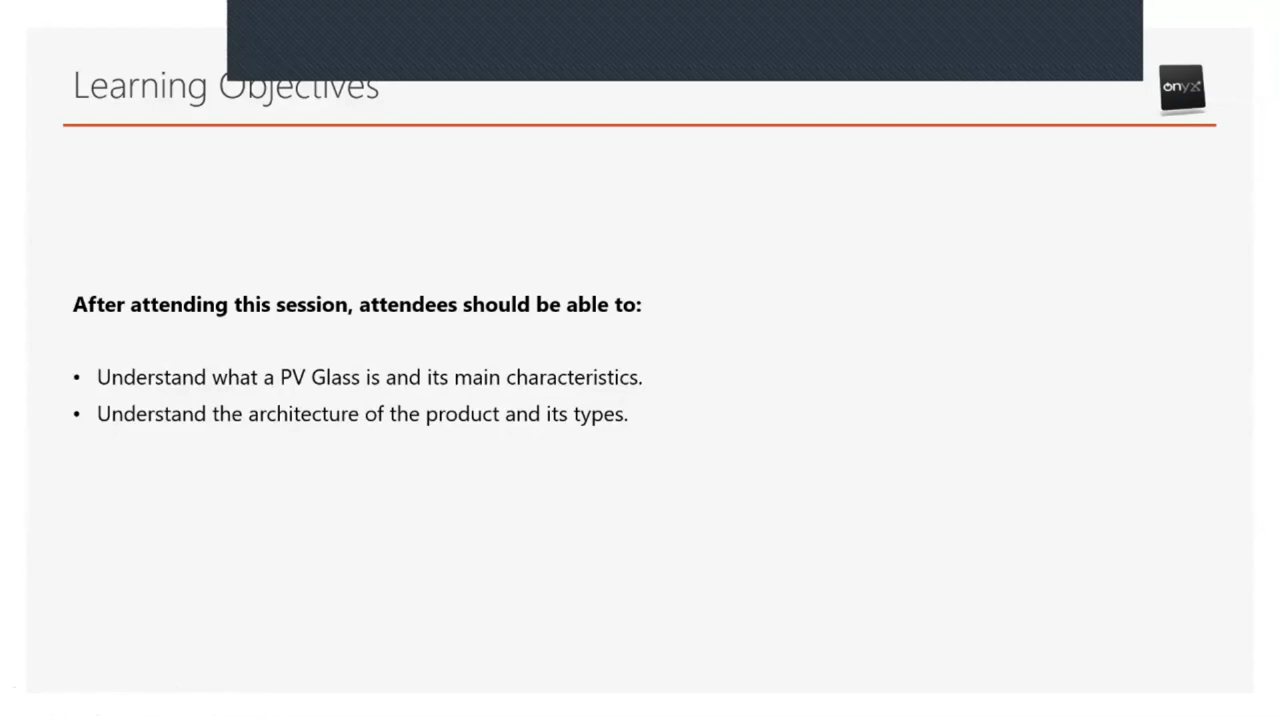 Learning Objectives
onyx
After attending this session, attendees should be able to:
• Understand what a PV Glass is and its main characteristics.
• Understand the architecture of the product and its types.